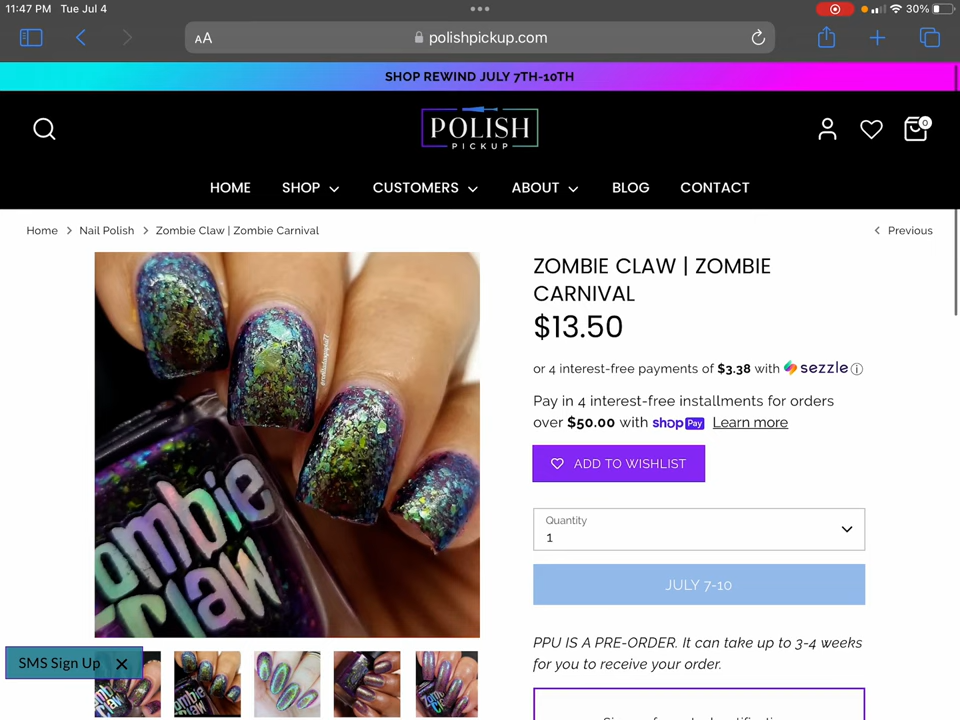 11:47 PM Tue Jul 4
30%
AA
polishpickup.com
SHOP REWIND JULY 7TH-10TH
POLISH
PICKUP
0
HOME SHOP CUSTOMERS ABOUT BLOG CONTACT
Home > Nail Polish > Zombie Claw | Zombie Carnival
< Previous
ZOMBIE CLAW | ZOMBIE
CARNIVAL
$13.50
or 4 interest-free payments of $3.38 with sezzle
Pay in 4 interest-free installments for orders
over $50.00 with shop Pay Learn more
ADD TO WISHLIST
Quantity
1
JULY 7-10
PPU IS A PRE-ORDER. It can take up to 3-4 weeks
for you to receive your order.
Zombie
Claw
SMS Sign Up ✕